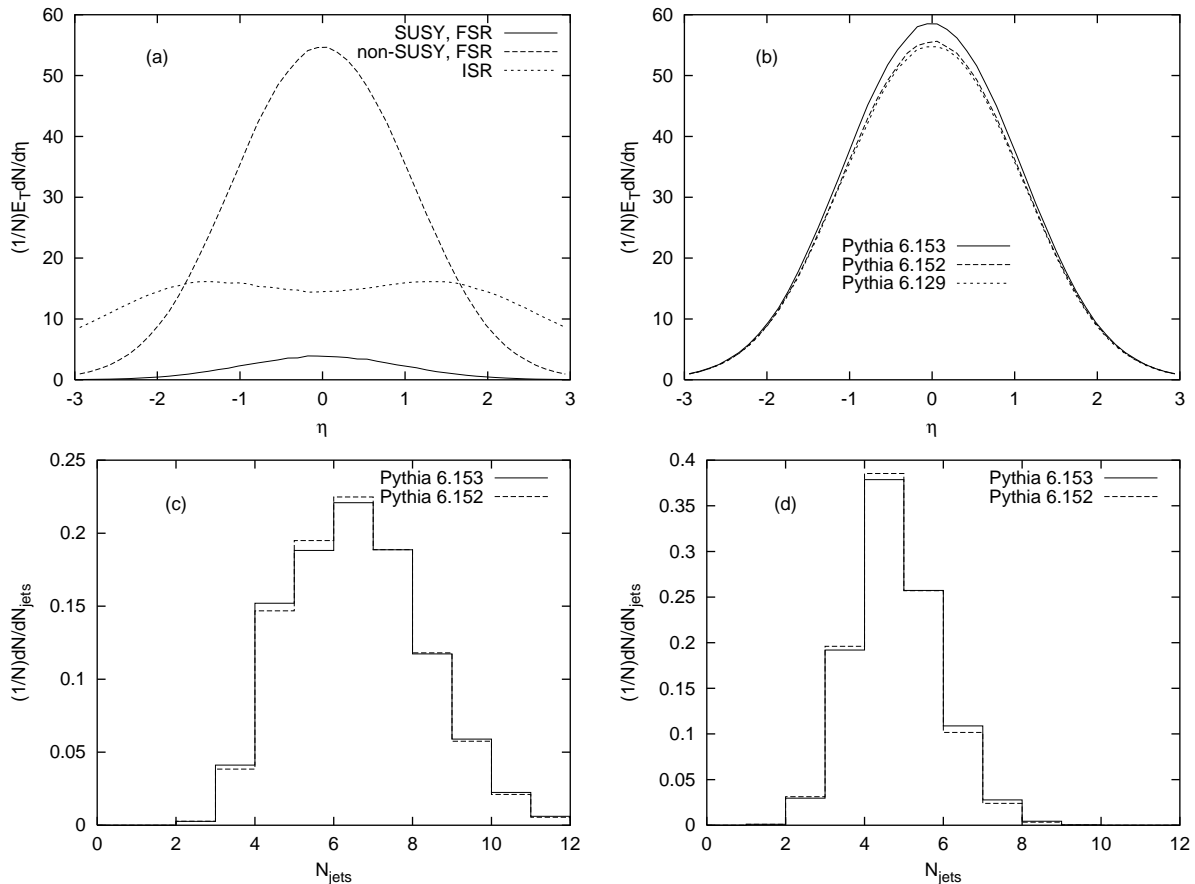 60
50
40
30
20
10
0
-3 -2 -1 0 1 2 3
(1/N)E_T dN/dη
η
(a)
SUSY, FSR
non-SUSY, FSR
ISR
60
50
40
30
20
10
0
-3 -2 -1 0 1 2 3
(1/N)E_T dN/dη
η
(b)
Pythia 6.153
Pythia 6.152
Pythia 6.129
0.25
0.2
0.15
0.1
0.05
0
0 2 4 6 8 10 12
(1/N)dN/dN_jets
N_jets
(c)
Pythia 6.153
Pythia 6.152
0.4
0.35
0.3
0.25
0.2
0.15
0.1
0.05
0
0 2 4 6 8 10 12
(1/N)dN/dN_jets
N_jets
(d)
Pythia 6.153
Pythia 6.152